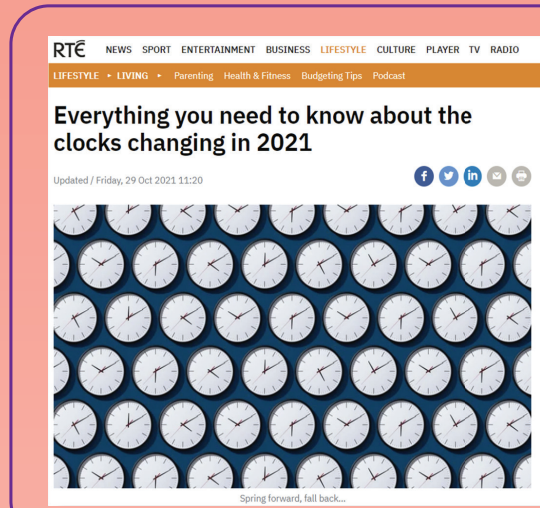 RTÉ NEWS SPORT ENTERTAINMENT BUSINESS LIFESTYLE CULTURE PLAYER TV RADIO
LIFESTYLE ▸ LIVING ▸ Parenting Health & Fitness Budgeting Tips Podcast
Everything you need to know about the
clocks changing in 2021
Updated / Friday, 29 Oct 2021 11:20
Spring forward, fall back...